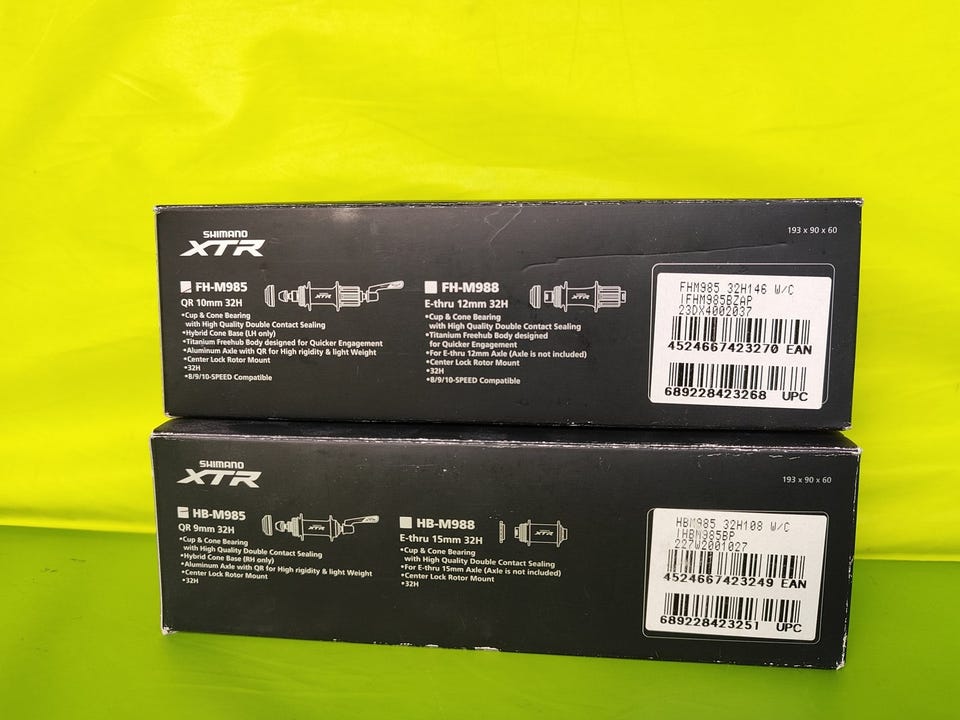 SHIMANO
XTR
193 x 90 x 60
FH-M985
QR 10mm 32H
XTR
•Cup & Cone Bearing
with High Quality Double Contact Sealing
•Hybrid Cone Base (LH only)
•Titanium Freehub Body designed for Quicker Engagement
•Aluminum Axle with QR for High rigidity & light Weight
•Center Lock Rotor Mount
•32H
•8/9/10-SPEED Compatible
FH-M988
E-thru 12mm 32H
XTR
•Cup & Cone Bearing
with High Quality Double Contact Sealing
•Titanium Freehub Body designed
for Quicker Engagement
•For E-thru 12mm Axle (Axle is not included)
•Center Lock Rotor Mount
•32H
•8/9/10-SPEED Compatible
FHM985 32H146 W/C
IFHM985BZAP
23DX4002037
4524667423270 EAN
689228423268 UPC
SHIMANO
XTR
193 x 90 x 60
HB-M985
QR 9mm 32H
XTR
•Cup & Cone Bearing
with High Quality Double Contact Sealing
•Hybrid Cone Base (RH only)
•Aluminum Axle with QR for High rigidity & light Weight
•Center Lock Rotor Mount
•32H
HB-M988
E-thru 15mm 32H
XTR
•Cup & Cone Bearing
with High Quality Double Contact Sealing
•For E-thru 15mm Axle (Axle is not included)
•Center Lock Rotor Mount
•32H
HBM985 32H108 W/C
IHBM985BP
227W2001027
4524667423249 EAN
689228423251 UPC